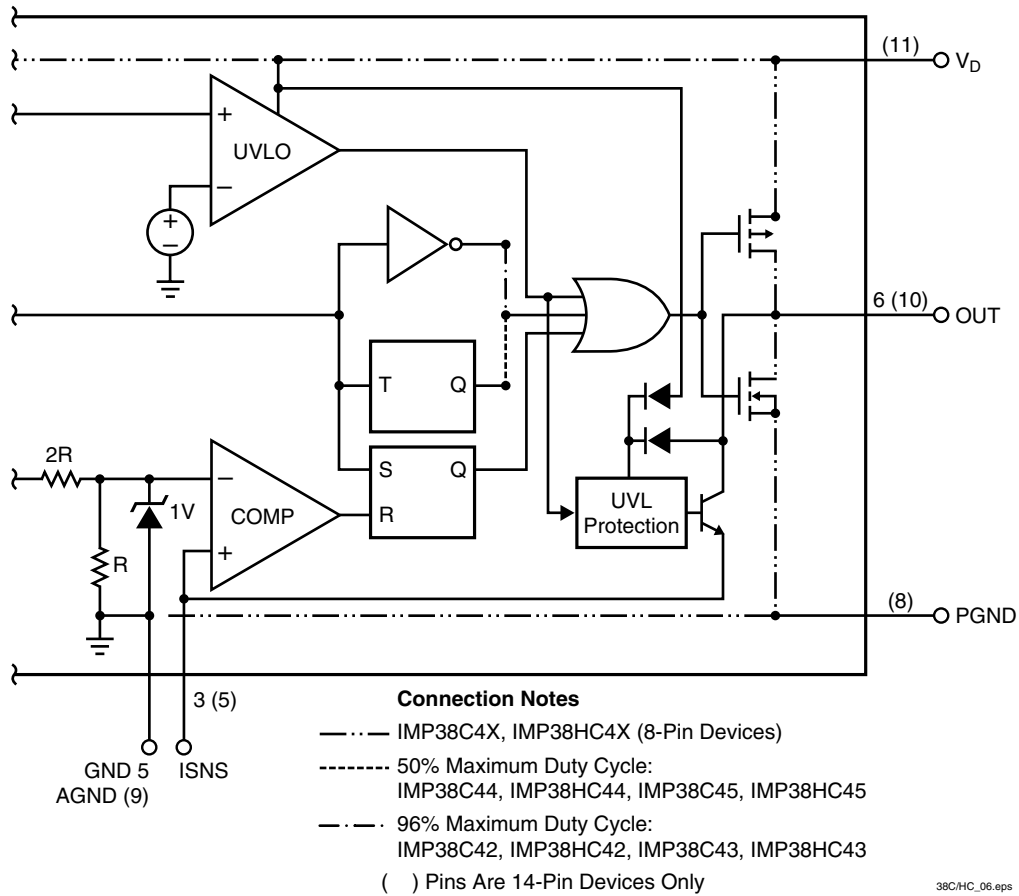 (11)
V_D
+
UVLO
−
+
−
6 (10)
OUT
T Q
2R
S Q
R
−
1V
COMP
R
+
UVL
Protection
(8)
PGND
3 (5)
GND 5
AGND (9)
ISNS
Connection Notes
IMP38C4X, IMP38HC4X (8-Pin Devices)
50% Maximum Duty Cycle:
IMP38C44, IMP38HC44, IMP38C45, IMP38HC45
96% Maximum Duty Cycle:
IMP38C42, IMP38HC42, IMP38C43, IMP38HC43
( ) Pins Are 14-Pin Devices Only
38C/HC_06.eps